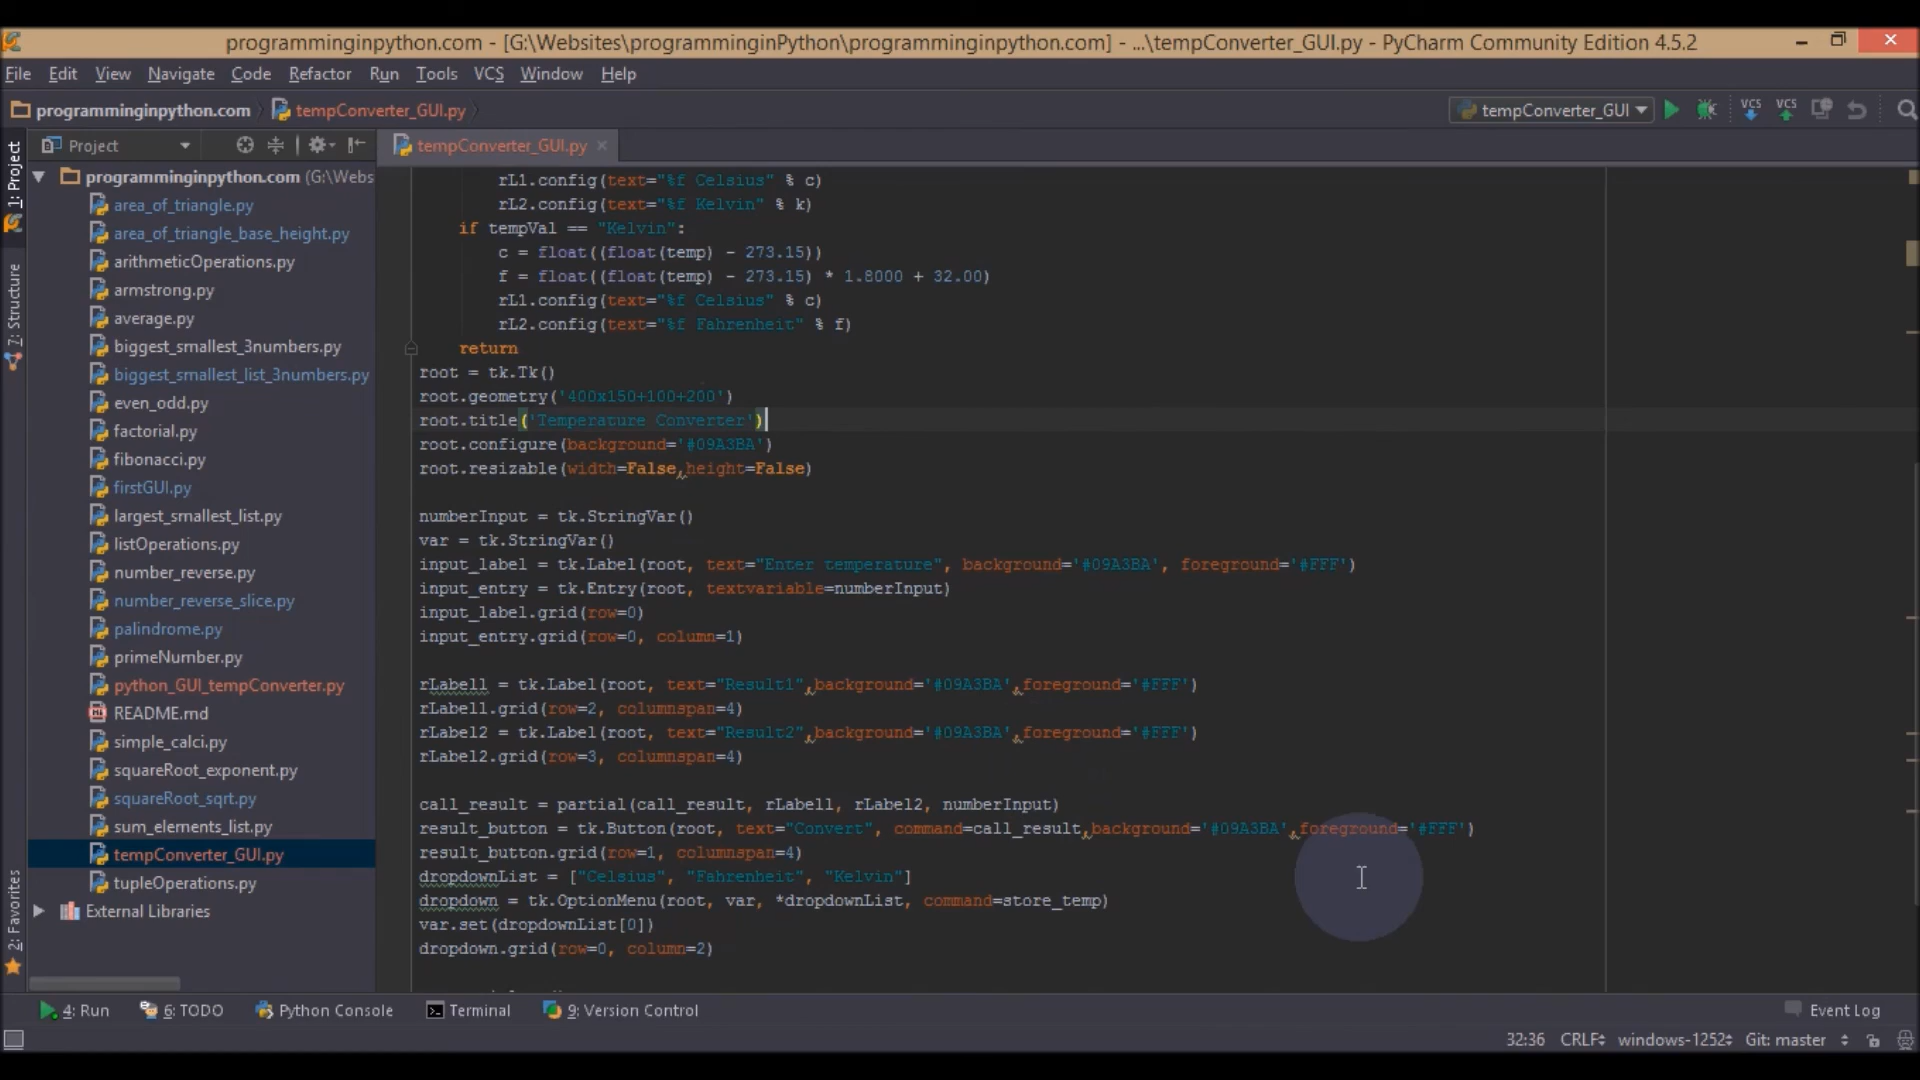 programminginpython.com - [G:\Websites\programminginPython\programminginpython.com] - ...\tempConverter_GUI.py - PyCharm Community Edition 4.5.2
File Edit View Navigate Code Refactor Run Tools VCS Window Help
programminginpython.com tempConverter_GUI.py
tempConverter_GUI
VCS VCS
Project
tempConverter_GUI.py
1: Project
7: Structure
2: Favorites
programminginpython.com (G:\Webs
area_of_triangle.py
area_of_triangle_base_height.py
arithmeticOperations.py
armstrong.py
average.py
biggest_smallest_3numbers.py
biggest_smallest_list_3numbers.py
even_odd.py
factorial.py
fibonacci.py
firstGUI.py
largest_smallest_list.py
listOperations.py
number_reverse.py
number_reverse_slice.py
palindrome.py
primeNumber.py
python_GUI_tempConverter.py
README.md
simple_calci.py
squareRoot_exponent.py
squareRoot_sqrt.py
sum_elements_list.py
tempConverter_GUI.py
tupleOperations.py
External Libraries
rL1.config(text="%f Celsius" % c)
rL2.config(text="%f Kelvin" % k)
if tempVal == "Kelvin":
c = float((float(temp) - 273.15))
f = float((float(temp) - 273.15) * 1.8000 + 32.00)
rL1.config(text="%f Celsius" % c)
rL2.config(text="%f Fahrenheit" % f)
return
root = tk.Tk()
root.geometry('400x150+100+200')
root.title('Temperature Converter')
root.configure(background='#09A3BA')
root.resizable(width=False,height=False)
numberInput = tk.StringVar()
var = tk.StringVar()
input_label = tk.Label(root, text="Enter temperature", background='#09A3BA', foreground='#FFF')
input_entry = tk.Entry(root, textvariable=numberInput)
input_label.grid(row=0)
input_entry.grid(row=0, column=1)
rLabel1 = tk.Label(root, text="Result1",background='#09A3BA',foreground='#FFF')
rLabel1.grid(row=2, columnspan=4)
rLabel2 = tk.Label(root, text="Result2",background='#09A3BA',foreground='#FFF')
rLabel2.grid(row=3, columnspan=4)
call_result = partial(call_result, rLabel1, rLabel2, numberInput)
result_button = tk.Button(root, text="Convert", command=call_result,background='#09A3BA',foreground='#FFF')
result_button.grid(row=1, columnspan=4)
dropdownList = ["Celsius", "Fahrenheit", "Kelvin"]
dropdown = tk.OptionMenu(root, var, *dropdownList, command=store_temp)
var.set(dropdownList[0])
dropdown.grid(row=0, column=2)
4: Run 6: TODO Python Console Terminal 9: Version Control Event Log
32:36 CRLF windows-1252 Git: master